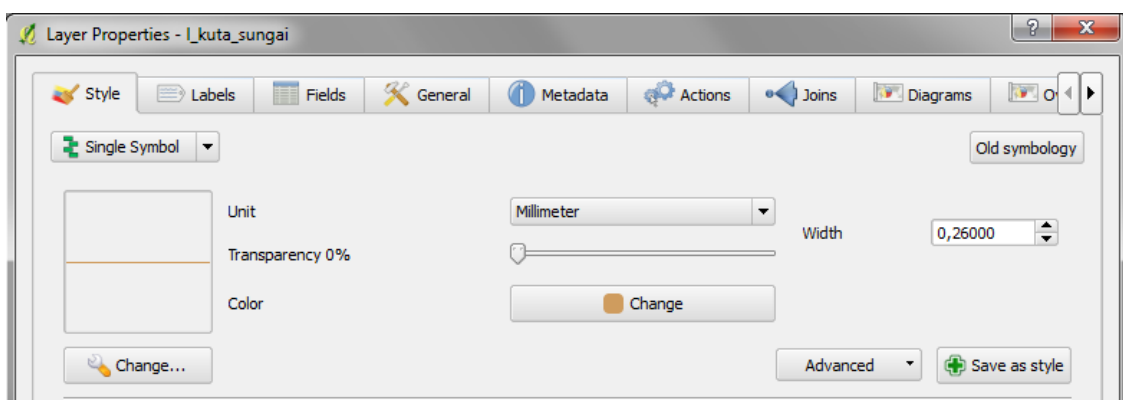 Layer Properties - l_kuta_sungai
Style Labels Fields General Metadata Actions Joins Diagrams
Single Symbol Old symbology
Unit Millimeter
Width 0,26000
Transparency 0%
Color Change
Change... Advanced Save as style